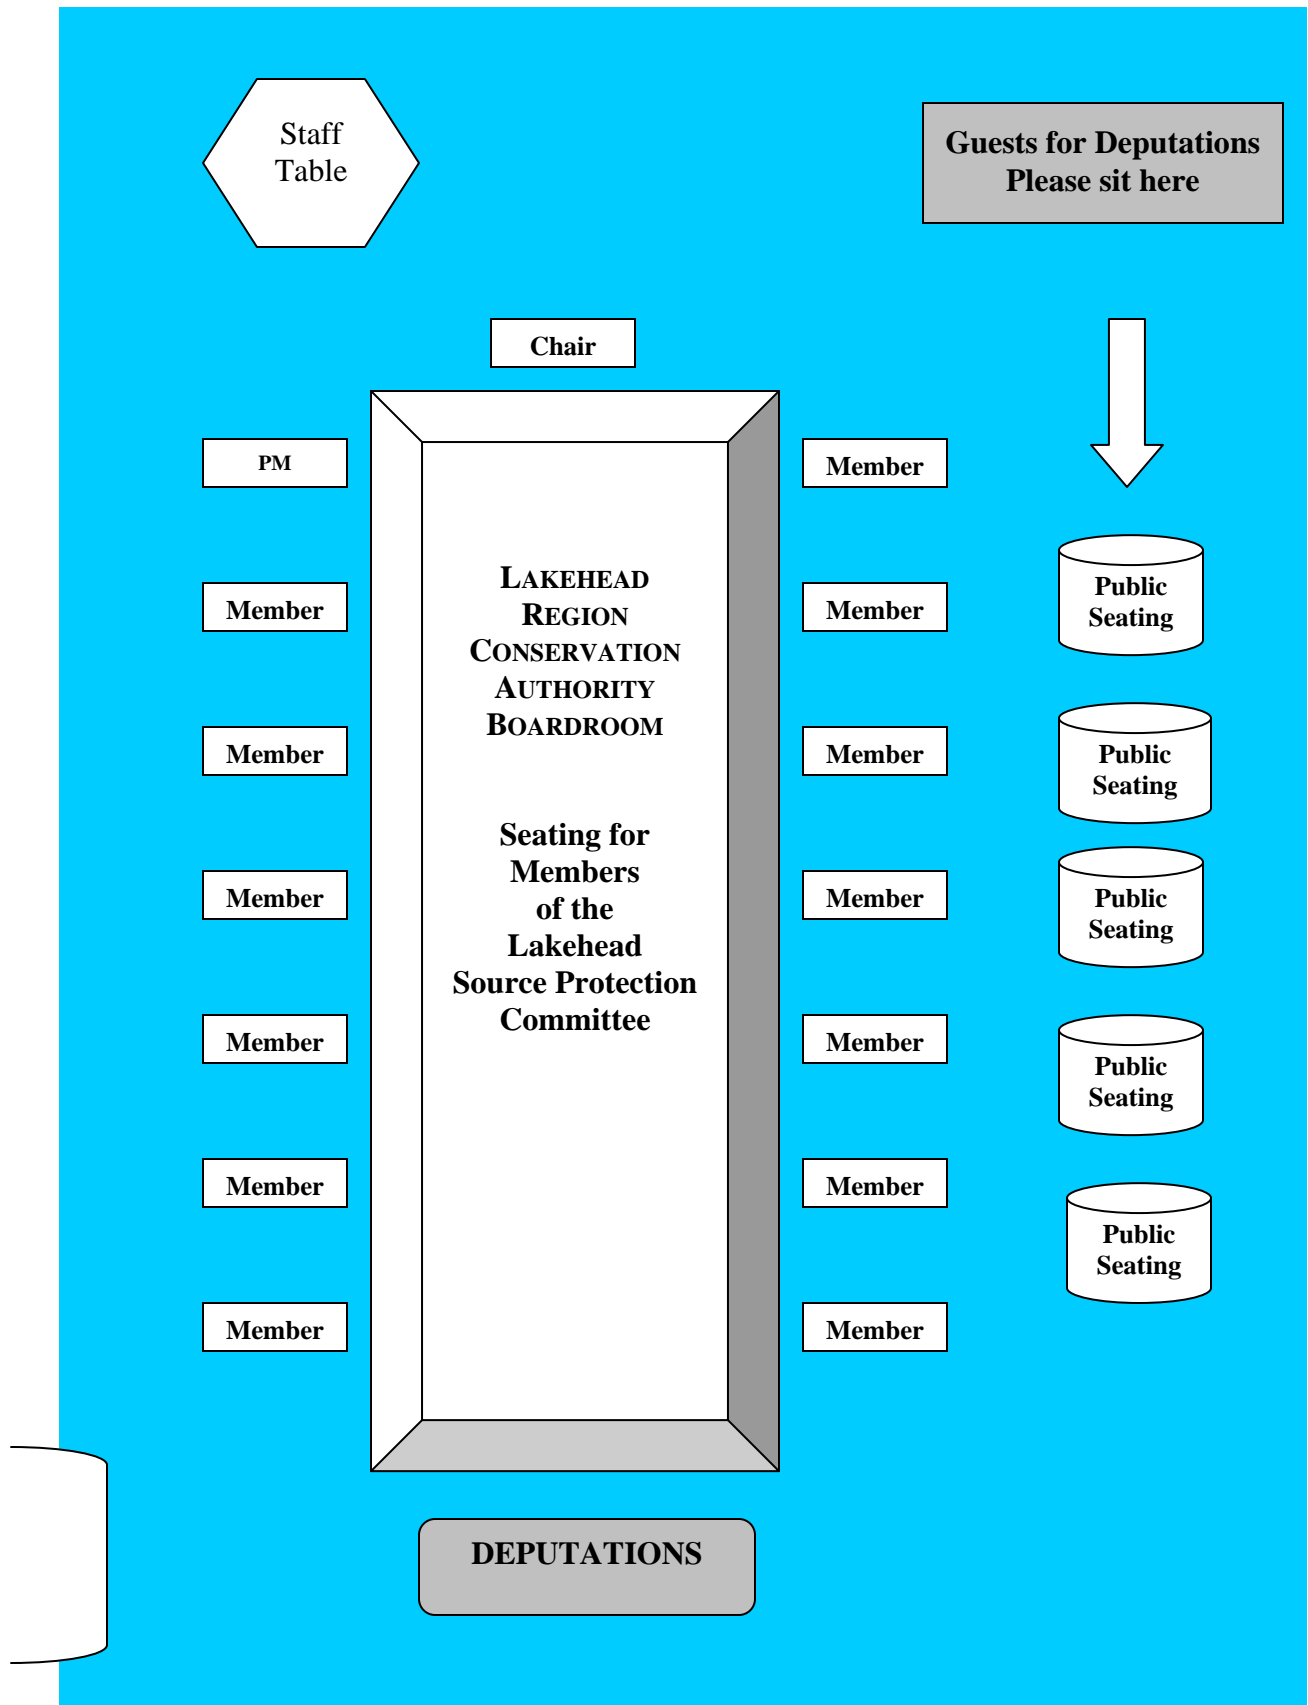 Staff
Table
Guests for Deputations
Please sit here
Chair
PM
Member
Member
Member
Member
Member
Member
LAKEHEAD
REGION
CONSERVATION
AUTHORITY
BOARDROOM
Seating for
Members
of the
Lakehead
Source Protection
Committee
Member
Member
Member
Member
Member
Member
Member
Public
Seating
Public
Seating
Public
Seating
Public
Seating
Public
Seating
DEPUTATIONS